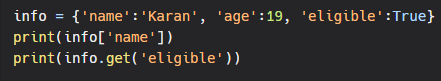 info = {'name':'Karan', 'age':19, 'eligible':True}
print(info['name'])
print(info.get('eligible'))